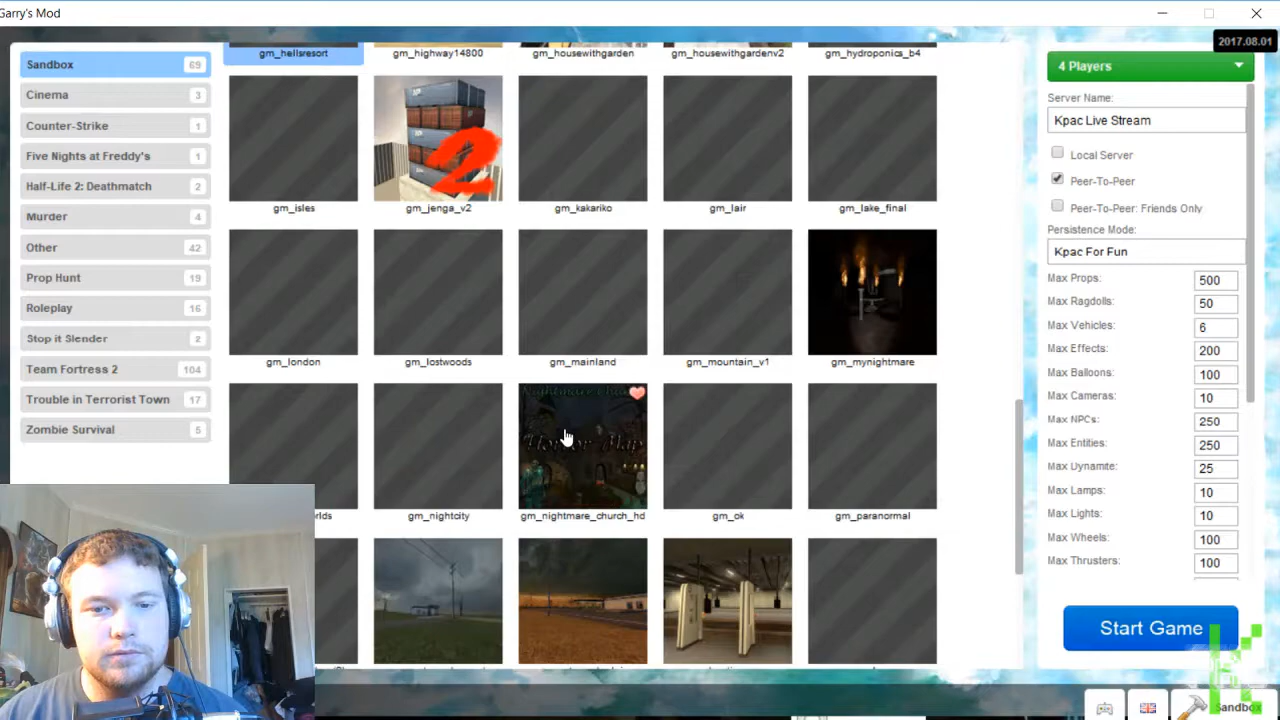 Garry's Mod
2017.08.01
Sandbox 69
Cinema 3
Counter-Strike 1
Five Nights at Freddy's 1
Half-Life 2: Deathmatch 2
Murder 4
Other 42
Prop Hunt 19
Roleplay 16
Stop it Slender 2
Team Fortress 2 104
Trouble in Terrorist Town 17
Zombie Survival 5
gm_hellsresort gm_highway14800 gm_housewithgarden gm_housewithgardenv2 gm_hydroponics_b4
2
gm_isles gm_jenga_v2 gm_kakariko gm_lair gm_lake_final
gm_london gm_lostwoods gm_mainland gm_mountain_v1 gm_mynightmare
Horror Map
rlds gm_nightcity gm_nightmare_church_hd gm_ok gm_paranormal
4 Players
Server Name:
Kpac Live Stream
Local Server
Peer-To-Peer
Peer-To-Peer: Friends Only
Persistence Mode:
Kpac For Fun
Max Props: 500
Max Ragdolls: 50
Max Vehicles: 6
Max Effects: 200
Max Balloons: 100
Max Cameras: 10
Max NPCs: 250
Max Entities: 250
Max Dynamite: 25
Max Lamps: 10
Max Lights: 10
Max Wheels: 100
Max Thrusters: 100
Start Game
Sandbox